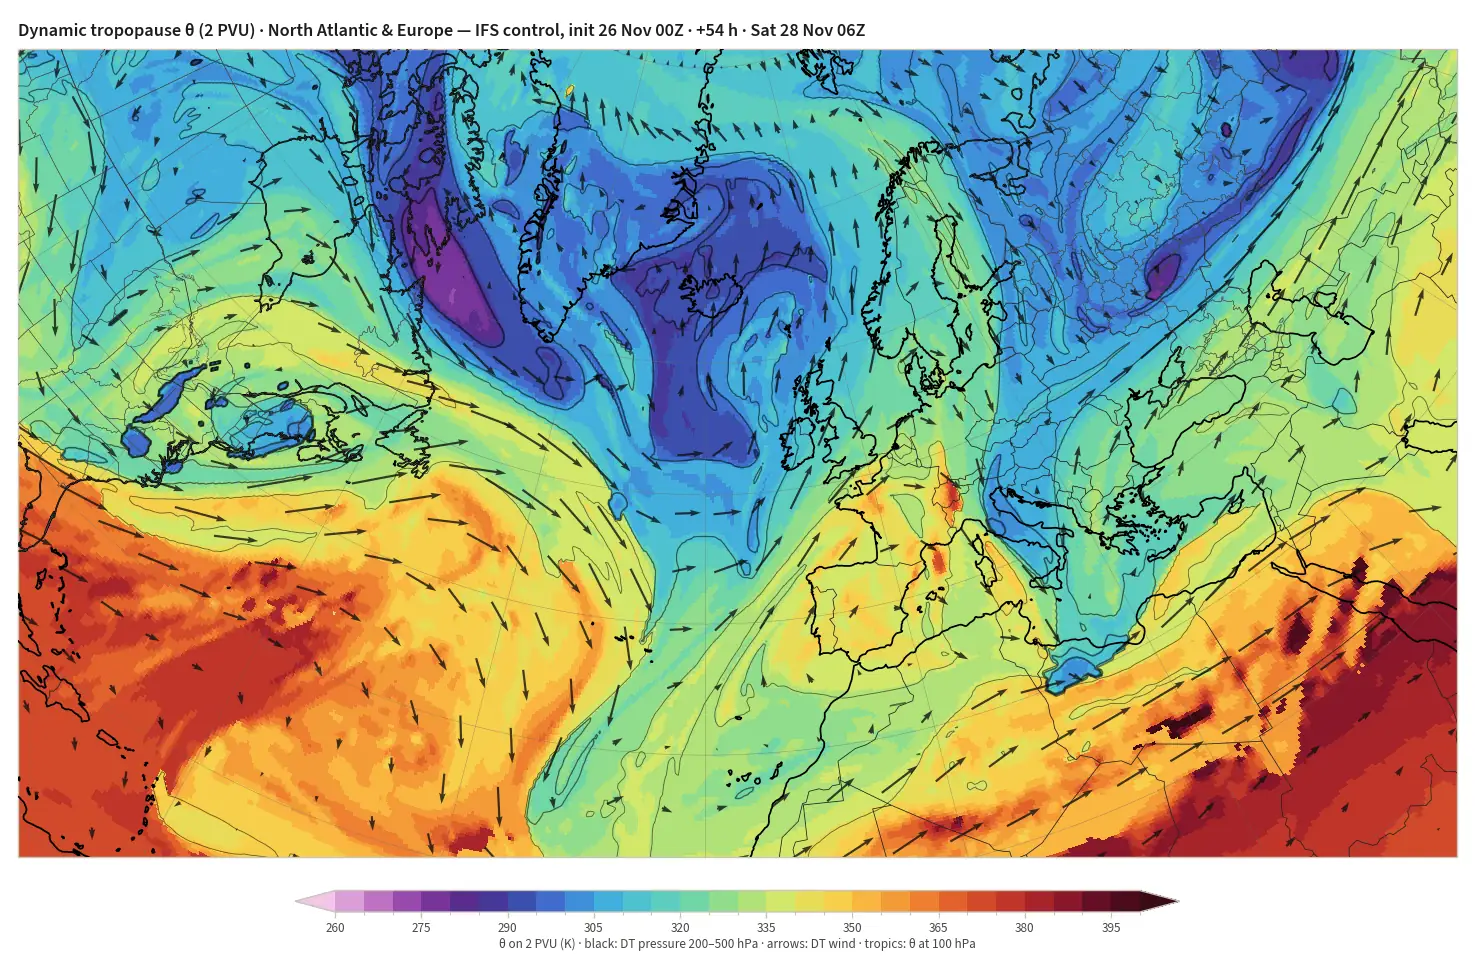 Dynamic tropopause θ (2 PVU) · North Atlantic & Europe — IFS control, init 26 Nov 00Z · +54 h · Sat 28 Nov 06Z
260 275 290 305 320 335 350 365 380 395
θ on 2 PVU (K) · black: DT pressure 200–500 hPa · arrows: DT wind · tropics: θ at 100 hPa